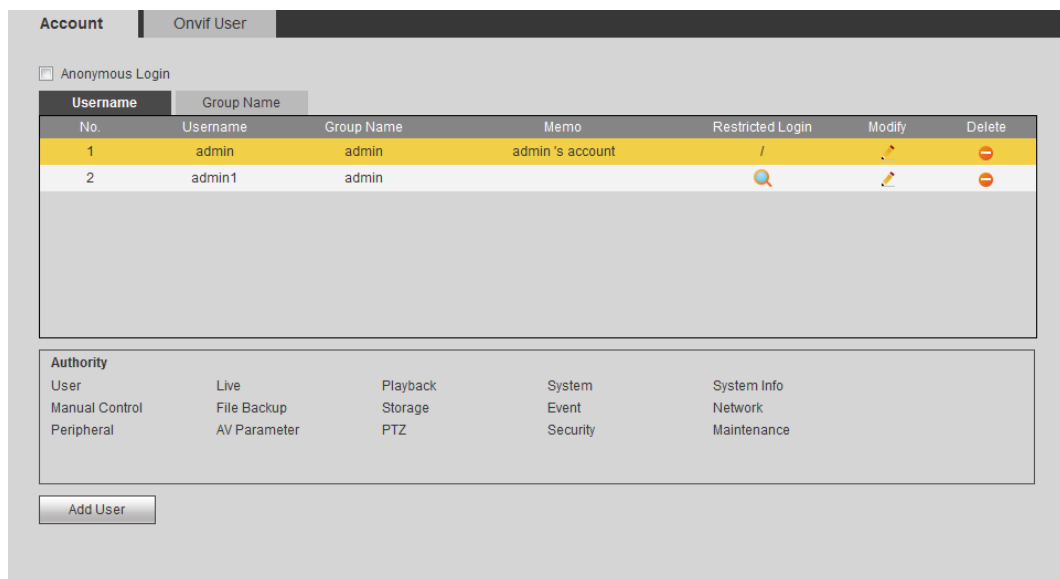 Account Onvif User
Anonymous Login
Username Group Name
No. Username Group Name Memo Restricted Login Modify Delete
1 admin admin admin 's account /
2 admin1 admin
Authority
User Live Playback System System Info
Manual Control File Backup Storage Event Network
Peripheral AV Parameter PTZ Security Maintenance
Add User